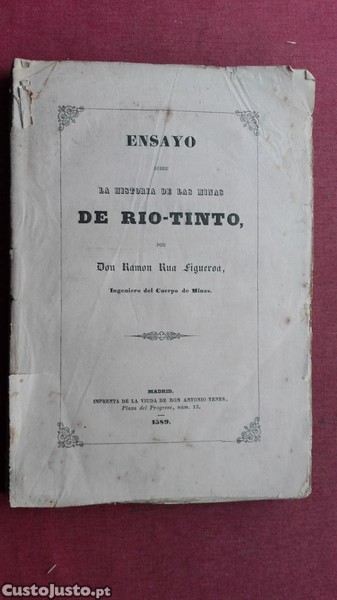 ENSAYO
SOBRE
LA HISTORIA DE LAS MINAS
DE RIO-TINTO,
POR
Don Ramon Rua Figueroa,
Ingeniero del Cuerpo de Minas.
MADRID.
IMPRENTA DE LA VIUDA DE DON ANTONIO YENES,
Plaza del Progreso, núm. 13.
1589.
CustoJusto.pt